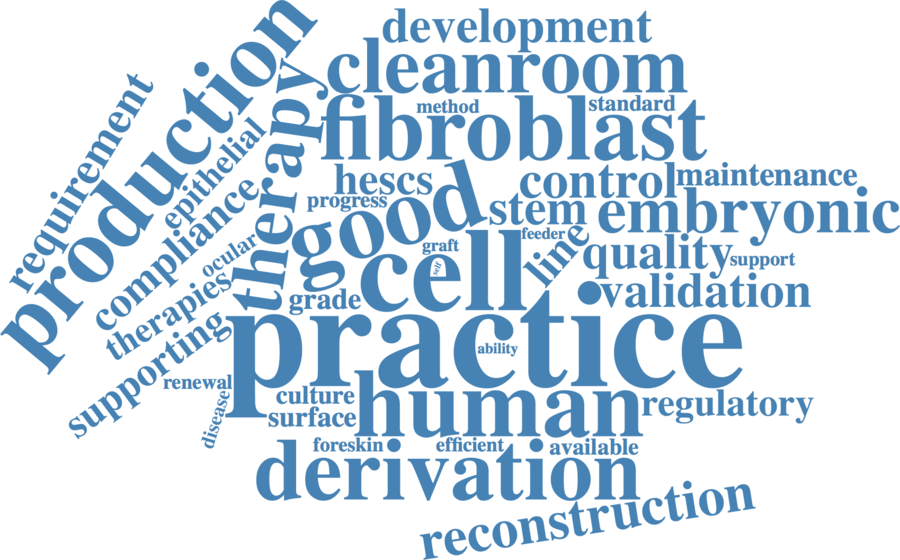 development
cleanroom
production
method
standard
fibroblast
requirement
therapy
epithelial
hescs
control
maintenance
progress
good
stem
embryonic
compliance
ocular
graft
feeder
line
quality
support
self
cell
therapies
grade
validation
supporting
practice
ability
renewal
disease
culture
human
regulatory
surface
foreskin
efficient
available
derivation
reconstruction